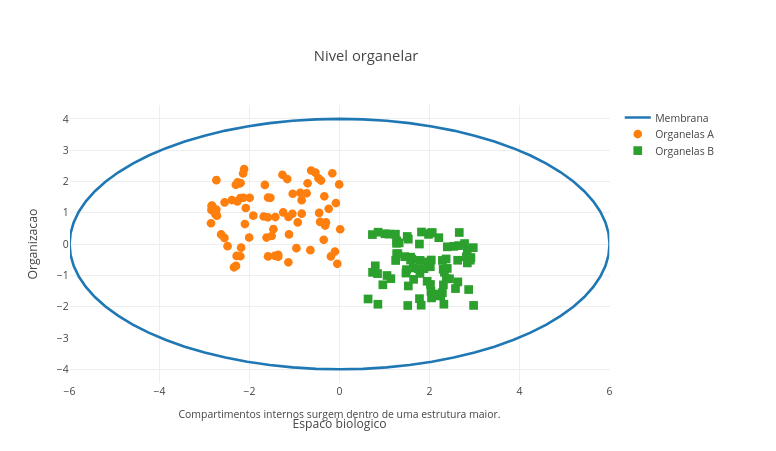 Nivel organelar
Membrana
Organelas A
Organelas B
Organizacao
4
3
2
1
0
−1
−2
−3
−4
−6
−4
−2
0
2
4
6
Compartimentos internos surgem dentro de uma estrutura maior.
Espaco biologico